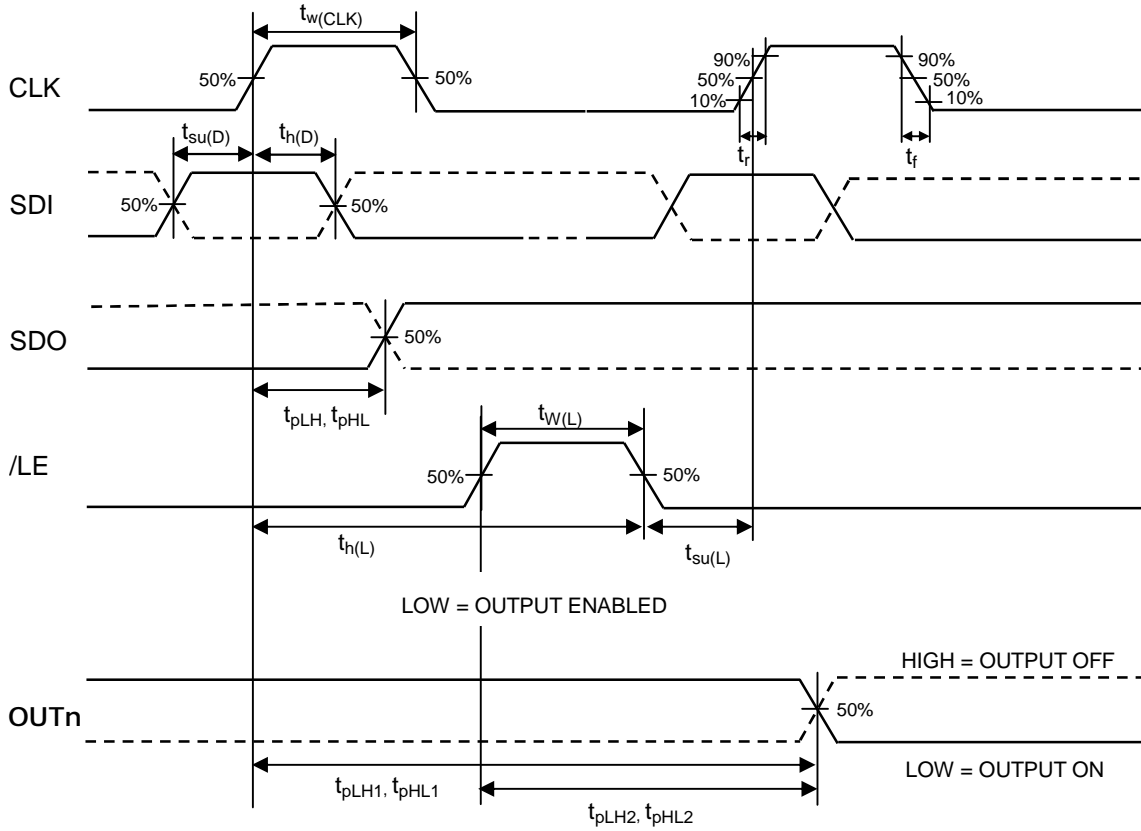 tw(CLK)
CLK
50%
50%
90%
50%
10%
90%
50%
10%
tr
tf
tsu(D)
th(D)
SDI
50%
50%
SDO
50%
tpLH, tpHL
tW(L)
/LE
50%
50%
th(L)
tsu(L)
LOW = OUTPUT ENABLED
HIGH = OUTPUT OFF
OUTn
50%
LOW = OUTPUT ON
tpLH1, tpHL1
tpLH2, tpHL2